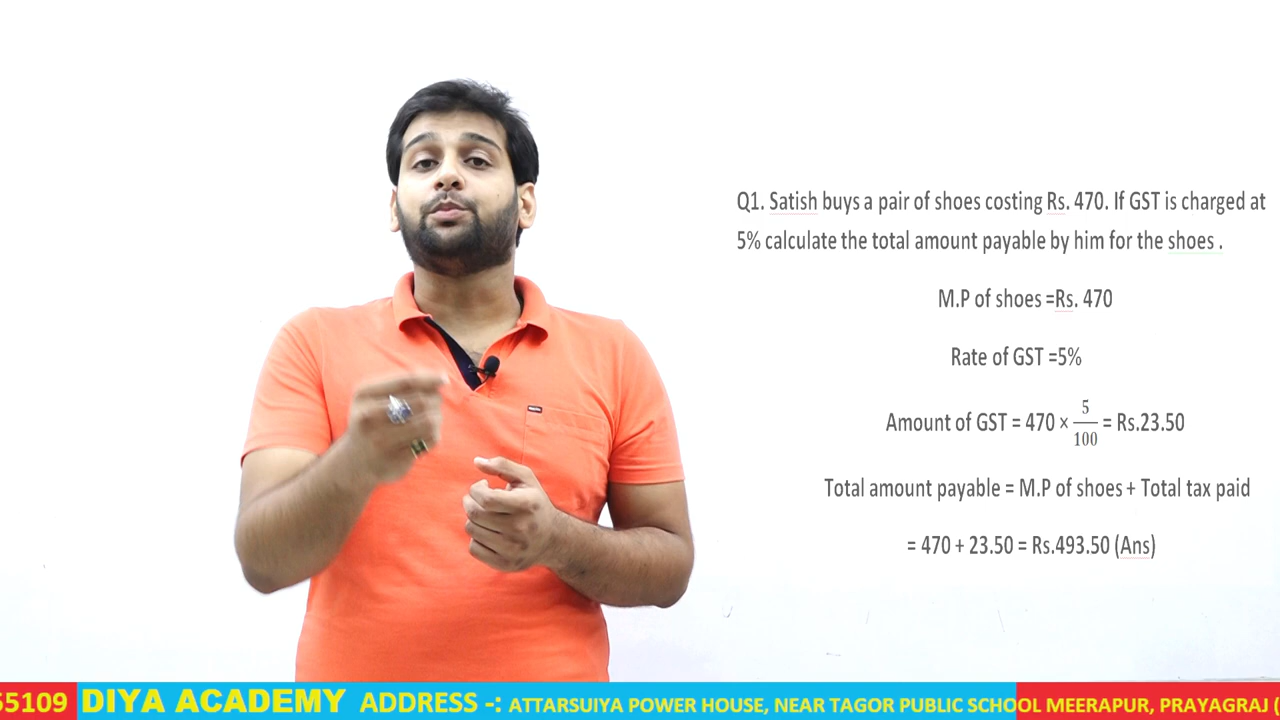 Q1. Satish buys a pair of shoes costing Rs. 470. If GST is charged at
5% calculate the total amount payable by him for the shoes .
M.P of shoes =Rs. 470
Rate of GST =5%
Amount of GST = 470 × 5/100 = Rs.23.50
Total amount payable = M.P of shoes + Total tax paid
= 470 + 23.50 = Rs.493.50 (Ans)
55109 DIYA ACADEMY ADDRESS -: ATTARSUIYA POWER HOUSE, NEAR TAGOR PUBLIC SCHOOL MEERAPUR, PRAYAGRAJ (